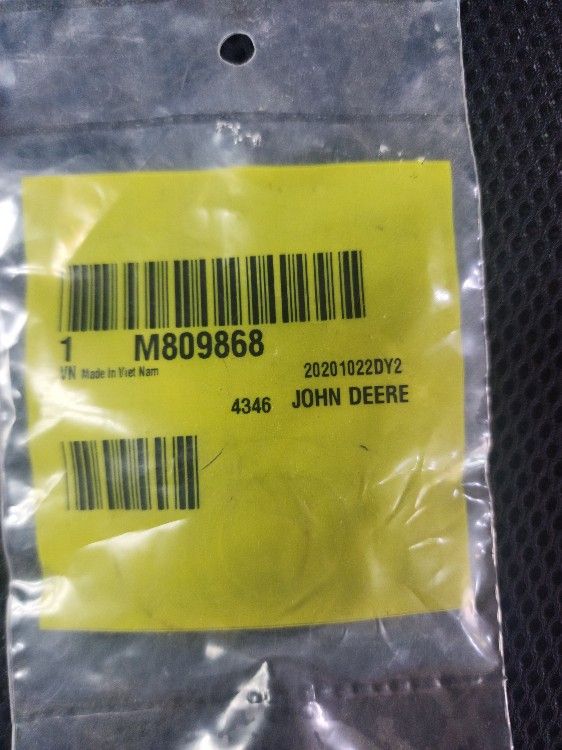 1 M809868
VN Made in Viet Nam 20201022DY2
4346 JOHN DEERE